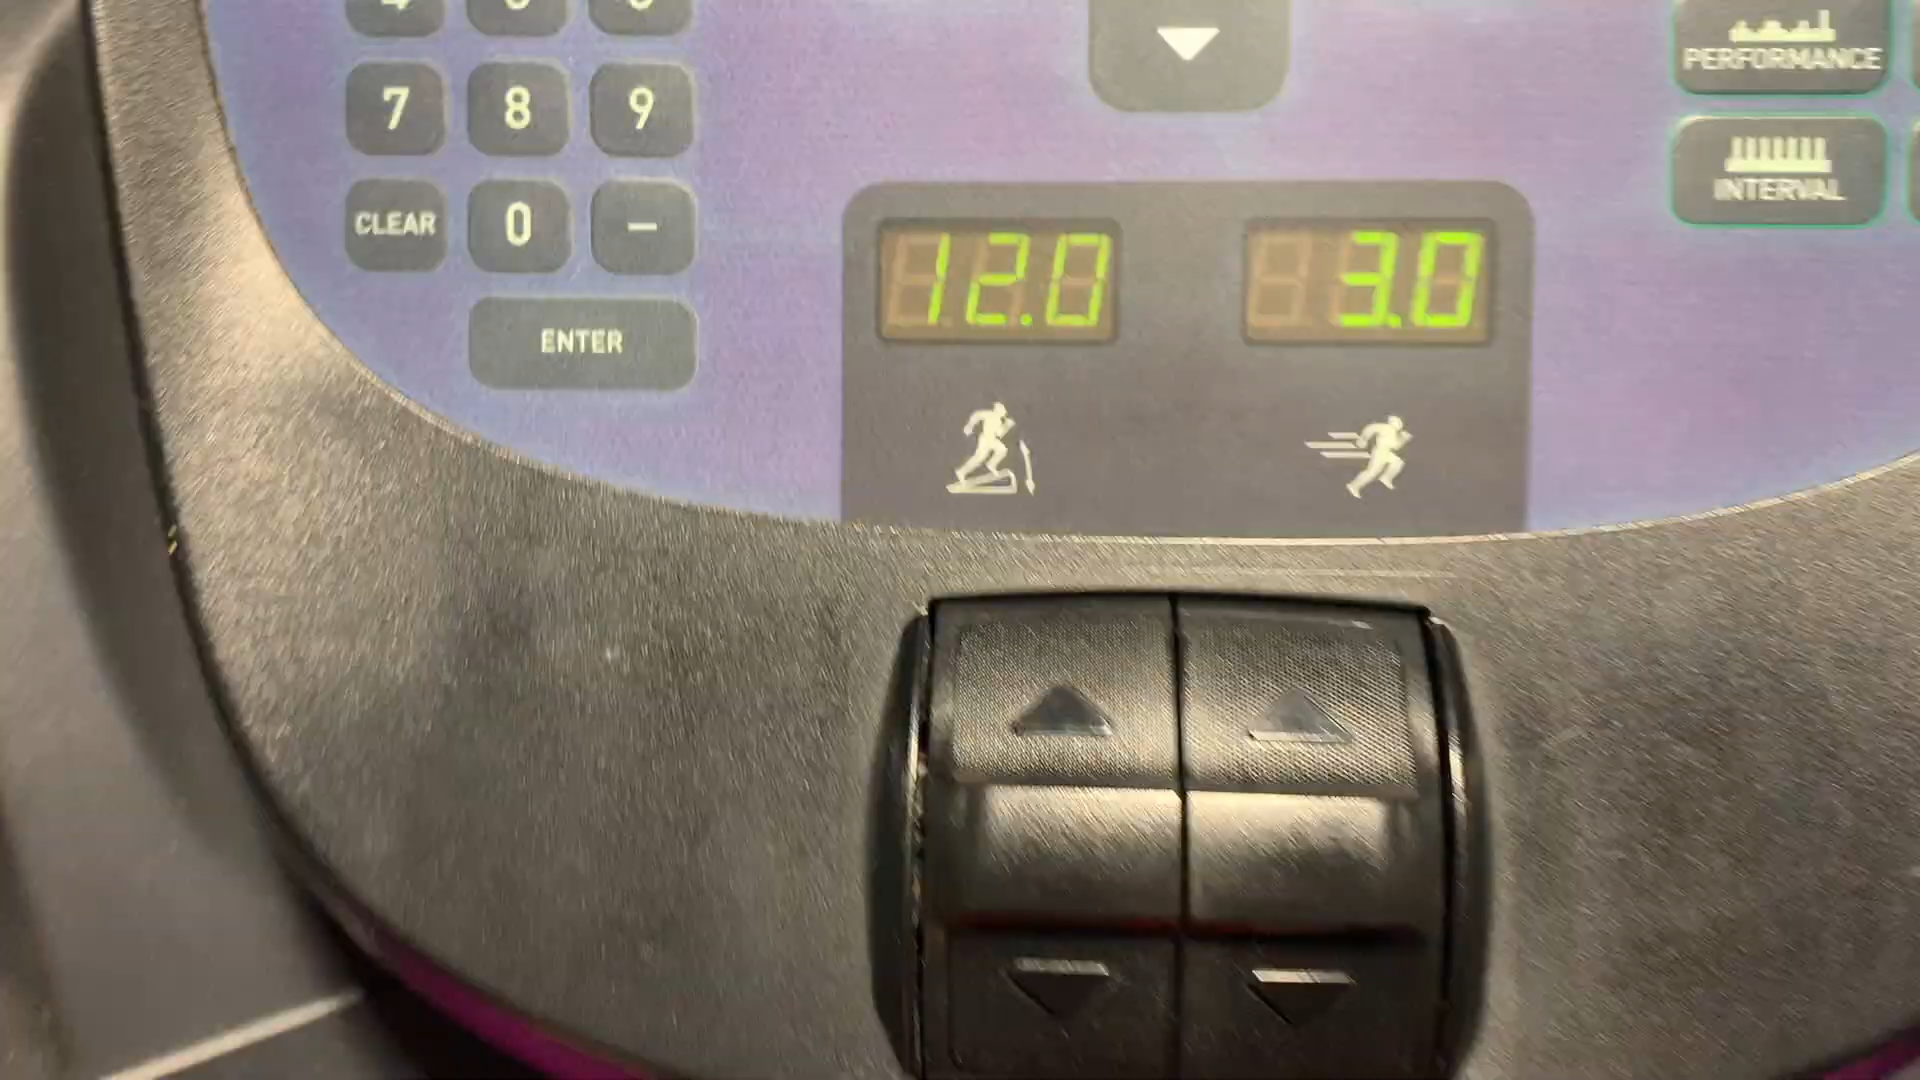 7 8 9
CLEAR 0 –
ENTER
12.0 3.0
PERFORMANCE
INTERVAL